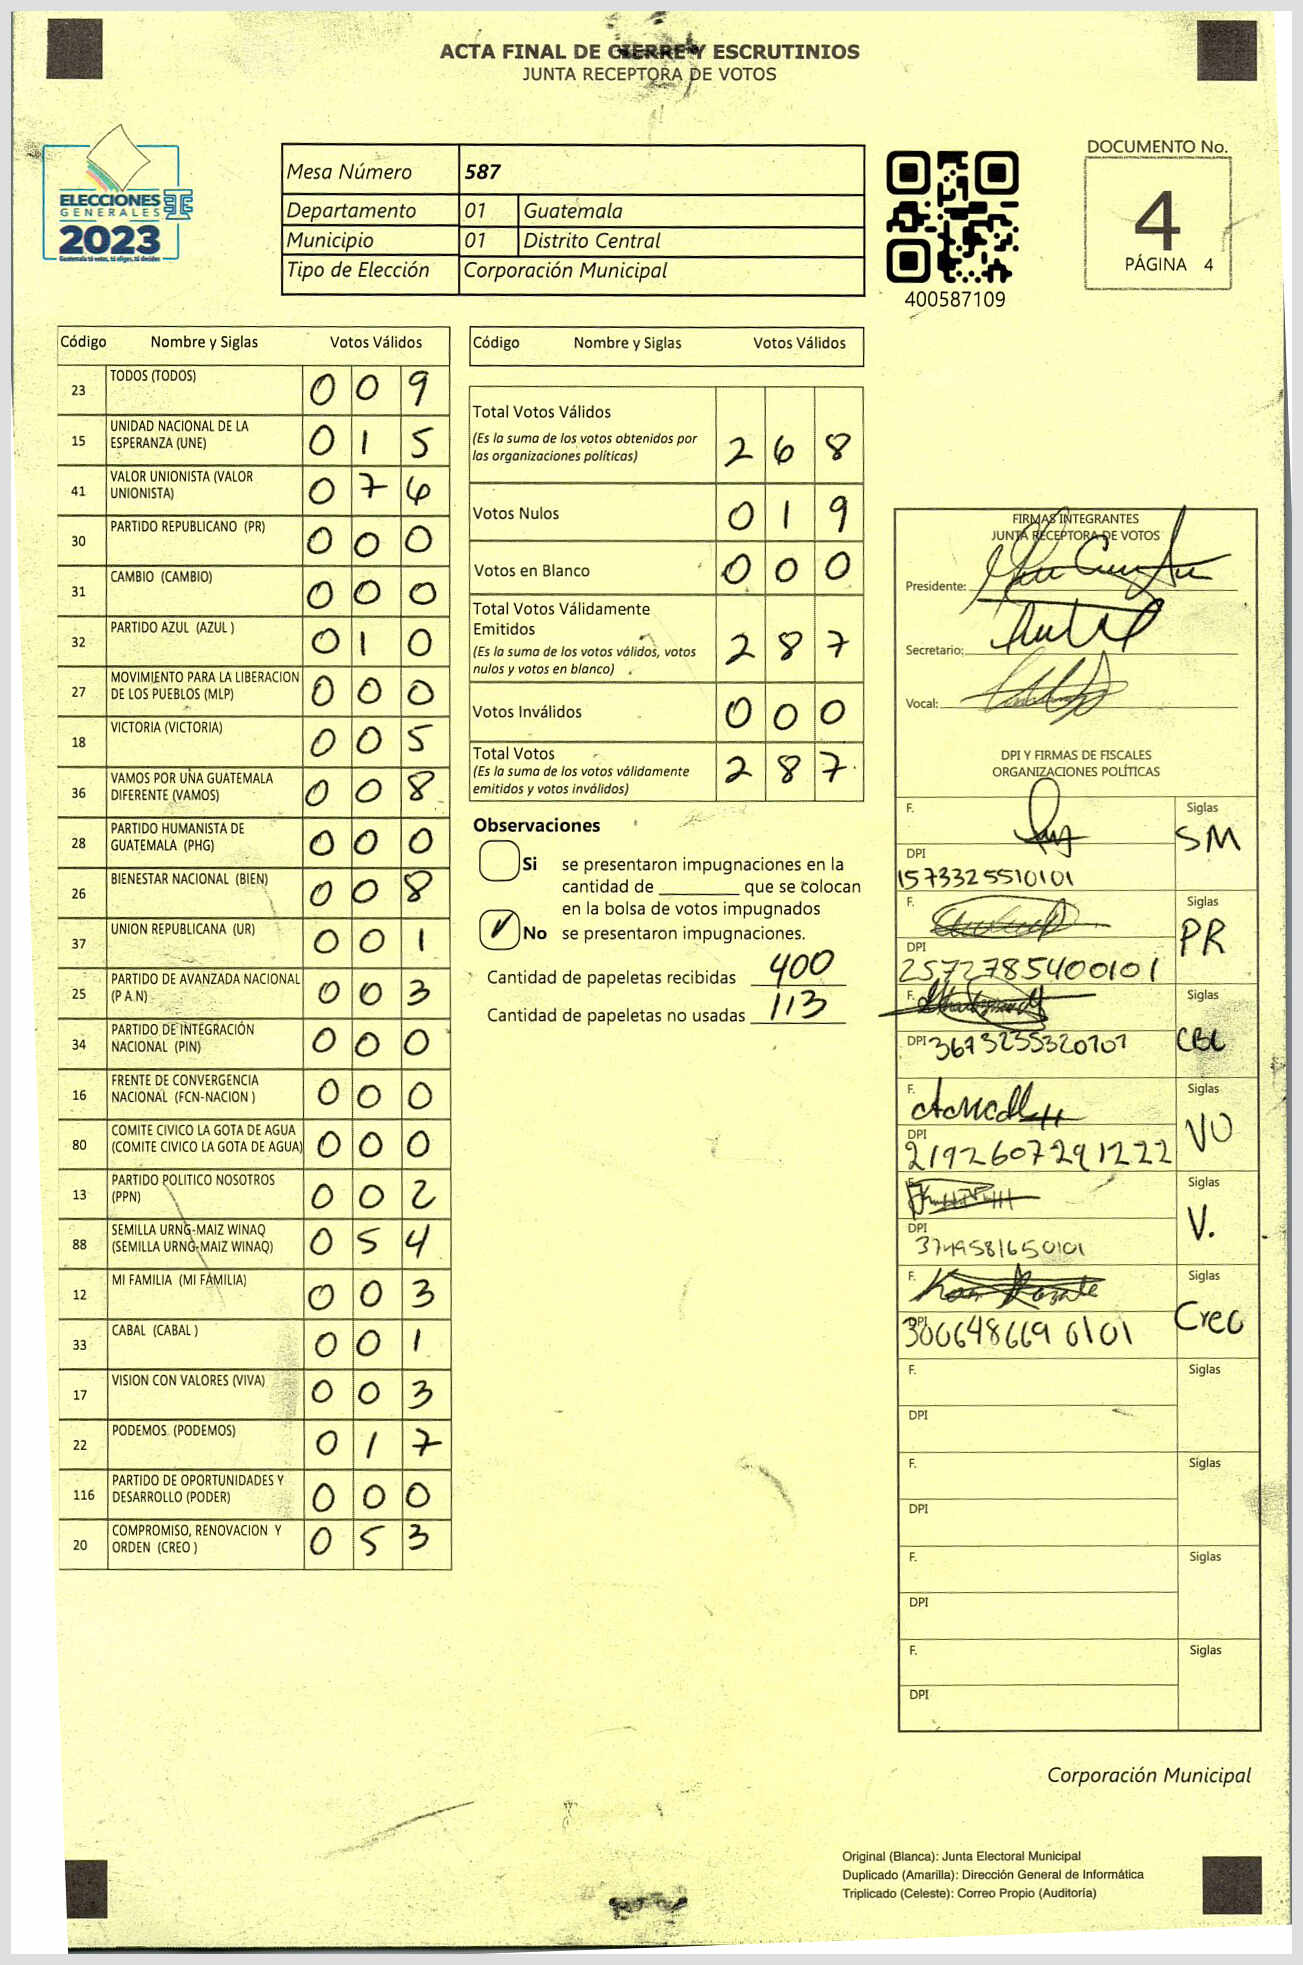 ACTA FINAL DE CIERRE Y ESCRUTINIOS
JUNTA RECEPTORA DE VOTOS
ELECCIONES
GENERALES
2023
Guatemala tú votas, tú eliges, tú decides
Mesa Número 587
Departamento 01 Guatemala
Municipio 01 Distrito Central
Tipo de Elección Corporación Municipal
400587109
DOCUMENTO No.
4
PÁGINA 4
Código Nombre y Siglas Votos Válidos
23 TODOS (TODOS) 0 0 9
15 UNIDAD NACIONAL DE LA ESPERANZA (UNE) 0 1 5
41 VALOR UNIONISTA (VALOR UNIONISTA) 0 7 6
30 PARTIDO REPUBLICANO (PR) 0 0 0
31 CAMBIO (CAMBIO) 0 0 0
32 PARTIDO AZUL (AZUL ) 0 1 0
27 MOVIMIENTO PARA LA LIBERACION DE LOS PUEBLOS (MLP) 0 0 0
18 VICTORIA (VICTORIA) 0 0 5
36 VAMOS POR UNA GUATEMALA DIFERENTE (VAMOS) 0 0 8
28 PARTIDO HUMANISTA DE GUATEMALA (PHG) 0 0 0
26 BIENESTAR NACIONAL (BIEN) 0 0 8
37 UNION REPUBLICANA (UR) 0 0 1
25 PARTIDO DE AVANZADA NACIONAL (P A N) 0 0 3
34 PARTIDO DE INTEGRACIÓN NACIONAL (PIN) 0 0 0
16 FRENTE DE CONVERGENCIA NACIONAL (FCN-NACION ) 0 0 0
80 COMITE CIVICO LA GOTA DE AGUA (COMITE CIVICO LA GOTA DE AGUA) 0 0 0
13 PARTIDO POLITICO NOSOTROS (PPN) 0 0 2
88 SEMILLA URNG-MAIZ WINAQ (SEMILLA URNG-MAIZ WINAQ) 0 5 4
12 MI FAMILIA (MI FAMILIA) 0 0 3
33 CABAL (CABAL ) 0 0 1
17 VISION CON VALORES (VIVA) 0 0 3
22 PODEMOS. (PODEMOS) 0 1 7
116 PARTIDO DE OPORTUNIDADES Y DESARROLLO (PODER) 0 0 0
20 COMPROMISO, RENOVACION Y ORDEN (CREO ) 0 5 3
Código Nombre y Siglas Votos Válidos
Total Votos Válidos
(Es la suma de los votos obtenidos por
las organizaciones políticas) 2 6 8
Votos Nulos 0 1 9
Votos en Blanco 0 0 0
Total Votos Válidamente
Emitidos
(Es la suma de los votos válidos, votos
nulos y votos en blanco) 2 8 7
Votos Inválidos 0 0 0
Total Votos
(Es la suma de los votos válidamente
emitidos y votos inválidos) 2 8 7
Observaciones
Si se presentaron impugnaciones en la
cantidad de ________ que se colocan
en la bolsa de votos impugnados
No se presentaron impugnaciones.
Cantidad de papeletas recibidas 400
Cantidad de papeletas no usadas 113
FIRMAS INTEGRANTES
JUNTA RECEPTORA DE VOTOS
Presidente:
Secretario:
Vocal:
DPI Y FIRMAS DE FISCALES
ORGANIZACIONES POLÍTICAS
F. Siglas SM
DPI 1573325510101
F. Siglas PR
DPI 2572785400101
F. Siglas CBL
DPI 3673235320101
F. Siglas VU
DPI 2192607291222
F. Siglas V.
DPI 3749581650101
F. Siglas Creo
DPI 3006486690101
F. Siglas
DPI
F. Siglas
DPI
F. Siglas
DPI
F. Siglas
DPI
Corporación Municipal
Original (Blanca): Junta Electoral Municipal
Duplicado (Amarilla): Dirección General de Informática
Triplicado (Celeste): Correo Propio (Auditoría)